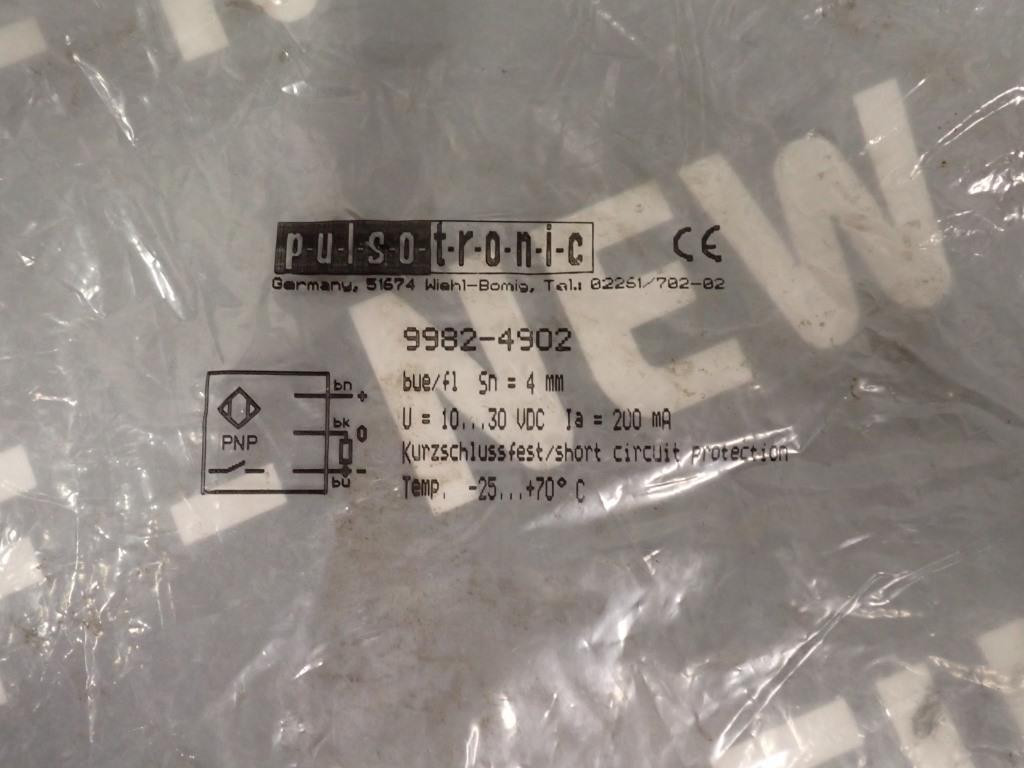 pulsotronic CE
Germany, 51674 Wiehl-Bomig, Tel.: 02261/702-02
9982-4902
bue/fl Sn = 4 mm
U = 10...30 VDC Ia = 200 mA
Kurzschlussfest/short circuit protection
Temp. -25...+70° C
bn
+
bk
PNP
-
bu
NEW